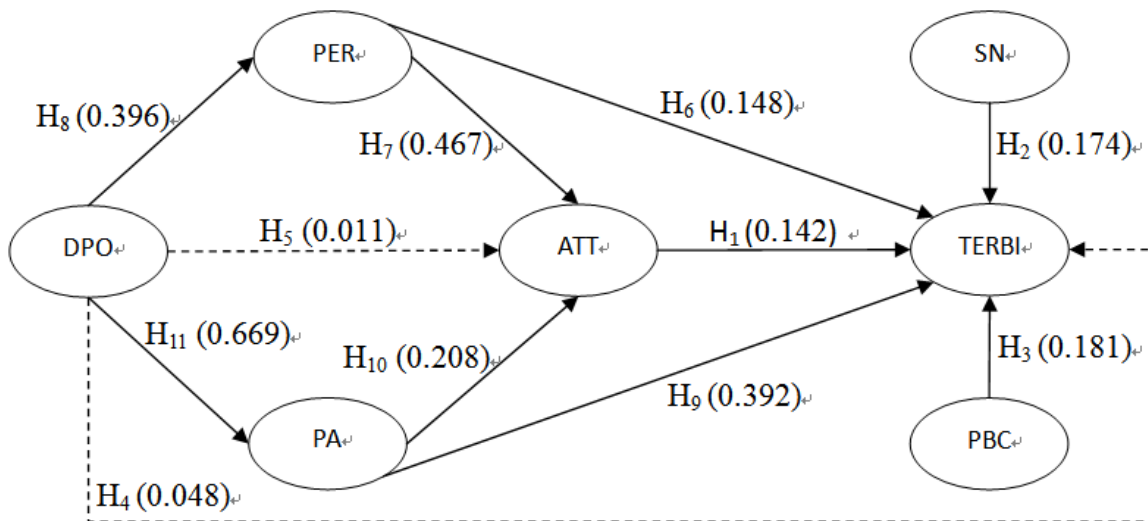 PER↵
SN↵
H₈ (0.396)↵
H₆ (0.148)↵
H₇ (0.467)↵
H₂ (0.174)↵
DPO↵
H₅ (0.011)↵
ATT↵
H₁ (0.142) ↵
TERBI↵
H₁₁ (0.669)↵
H₁₀ (0.208)↵
H₃ (0.181)↵
H₉ (0.392)↵
PA↵
PBC↵
H₄ (0.048)↵